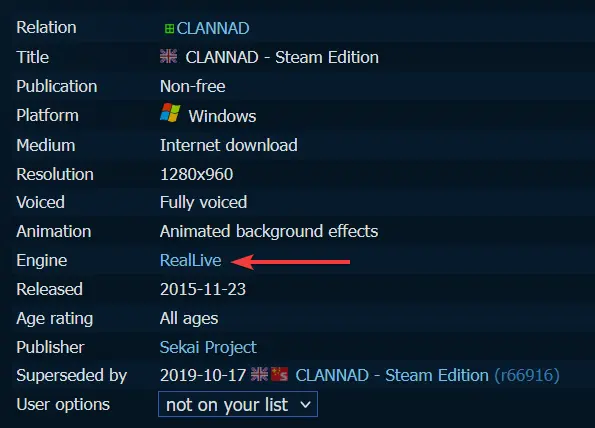 Relation CLANNAD
Title CLANNAD - Steam Edition
Publication Non-free
Platform Windows
Medium Internet download
Resolution 1280x960
Voiced Fully voiced
Animation Animated background effects
Engine RealLive
Released 2015-11-23
Age rating All ages
Publisher Sekai Project
Superseded by 2019-10-17 CLANNAD - Steam Edition (r66916)
User options not on your list